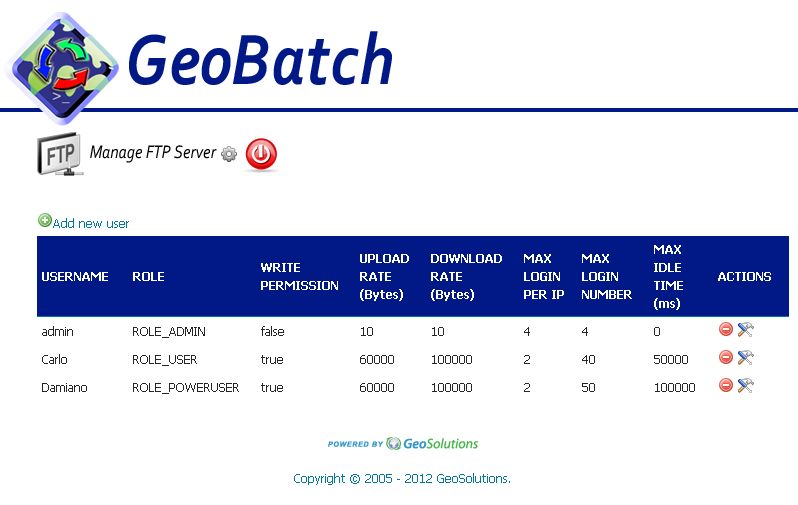 GeoBatch
>_
FTP Manage FTP Server
Add new user
USERNAME ROLE WRITE PERMISSION UPLOAD RATE (Bytes) DOWNLOAD RATE (Bytes) MAX LOGIN PER IP MAX LOGIN NUMBER MAX IDLE TIME (ms) ACTIONS
admin ROLE_ADMIN false 10 10 4 4 0
Carlo ROLE_USER true 60000 100000 2 40 50000
Damiano ROLE_POWERUSER true 60000 100000 2 50 100000
POWERED BY GeoSolutions
Copyright © 2005 - 2012 GeoSolutions.